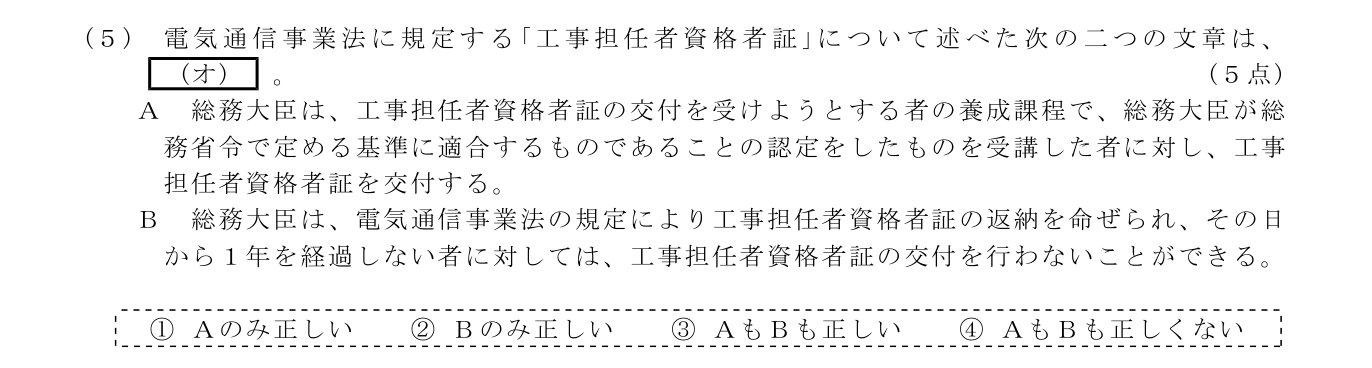 (５) 電気通信事業法に規定する「工事担任者資格者証」について述べた次の二つの文章は、
(オ) 。 (５点)
Ａ 総務大臣は、工事担任者資格者証の交付を受けようとする者の養成課程で、総務大臣が総
務省令で定める基準に適合するものであることの認定をしたものを受講した者に対し、工事
担任者資格者証を交付する。
Ｂ 総務大臣は、電気通信事業法の規定により工事担任者資格者証の返納を命ぜられ、その日
から１年を経過しない者に対しては、工事担任者資格者証の交付を行わないことができる。
① Ａのみ正しい ② Ｂのみ正しい ③ ＡもＢも正しい ④ ＡもＢも正しくない